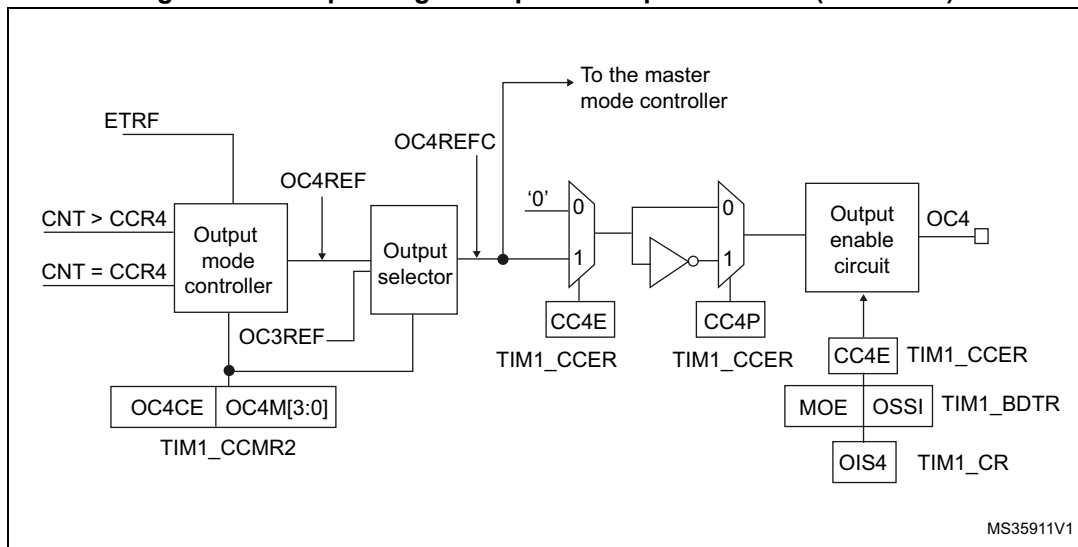 To the master
mode controller
ETRF
OC4REFC
OC4REF
'0'
0
0
CNT > CCR4
Output
mode
controller
Output
selector
Output
enable
circuit
OC4
CNT = CCR4
1
1
OC3REF
CC4E
CC4P
TIM1_CCER
TIM1_CCER
CC4E
TIM1_CCER
OC4CE
OC4M[3:0]
MOE
OSSI
TIM1_BDTR
TIM1_CCMR2
OIS4
TIM1_CR
MS35911V1